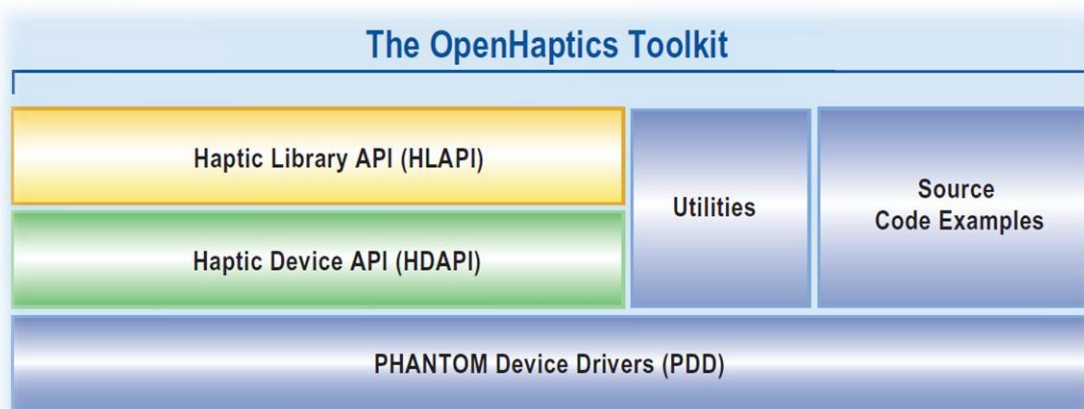 The OpenHaptics Toolkit
Haptic Library API (HLAPI)
Haptic Device API (HDAPI)
Utilities
Source
Code Examples
PHANTOM Device Drivers (PDD)